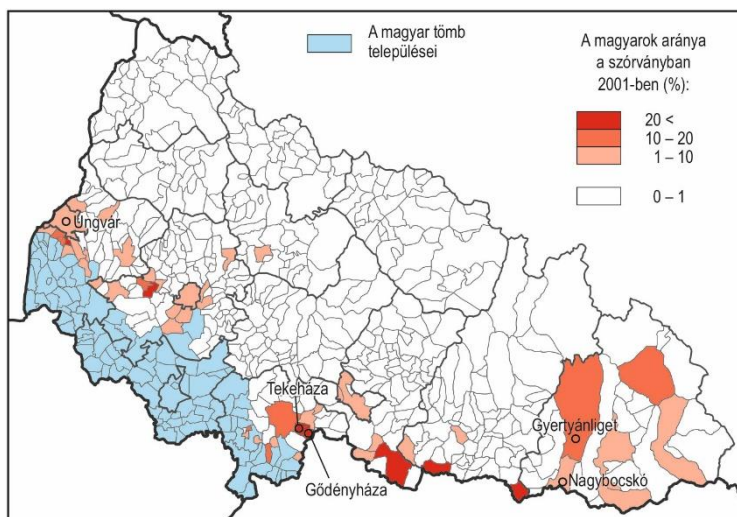 A magyar tömb
települései
A magyarok aránya
a szórványban
2001-ben (%):
20 <
10 – 20
1 – 10
0 – 1
Ungvár
Tekeháza
Gődényháza
Gyertyánliget
Nagybocskó